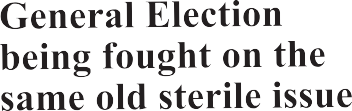 General Election
being fought on the
same old sterile issue